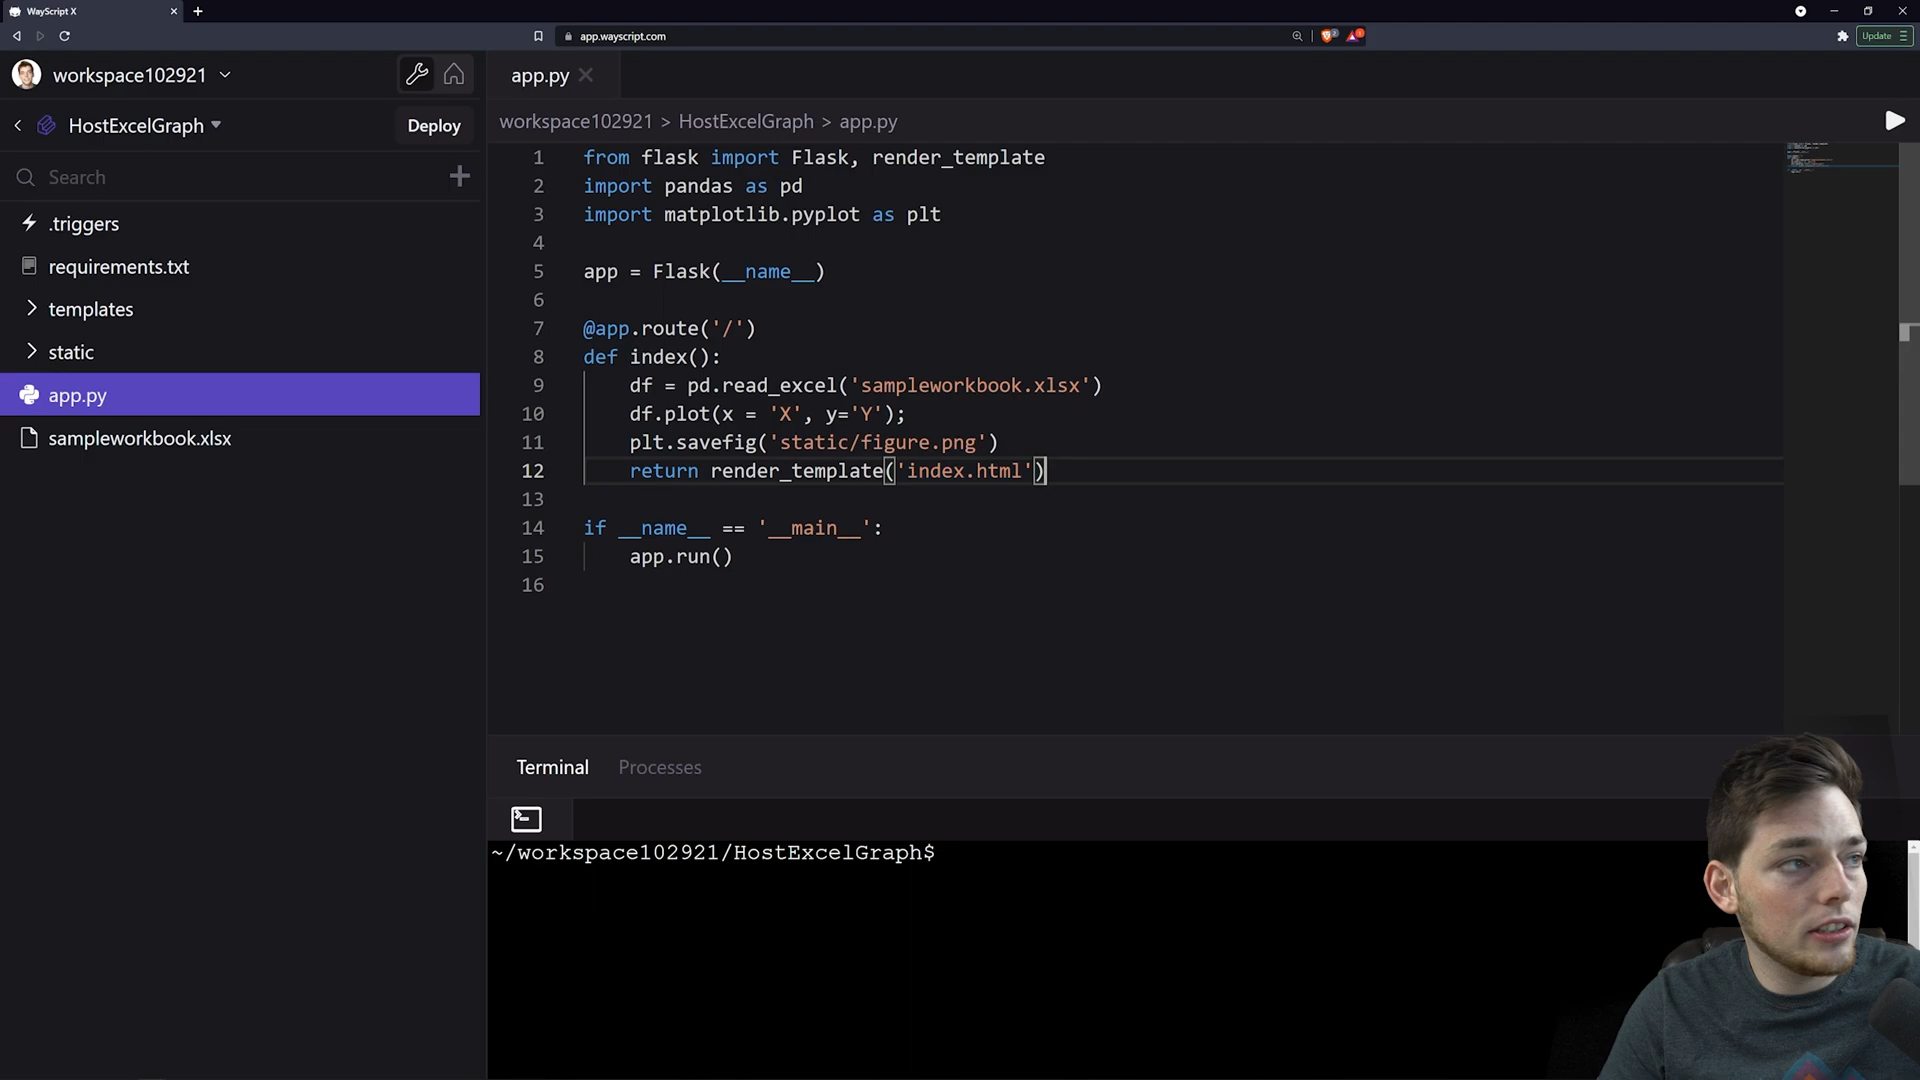 WayScript X
app.wayscript.com
Update
workspace102921
HostExcelGraph
Deploy
Search
.triggers
requirements.txt
templates
static
app.py
sampleworkbook.xlsx
app.py
workspace102921 > HostExcelGraph > app.py
1 from flask import Flask, render_template
2 import pandas as pd
3 import matplotlib.pyplot as plt
4
5 app = Flask(__name__)
6
7 @app.route('/')
8 def index():
9 df = pd.read_excel('sampleworkbook.xlsx')
10 df.plot(x = 'X', y='Y');
11 plt.savefig('static/figure.png')
12 return render_template('index.html')
13
14 if __name__ == '__main__':
15 app.run()
16
Terminal Processes
~/workspace102921/HostExcelGraph$